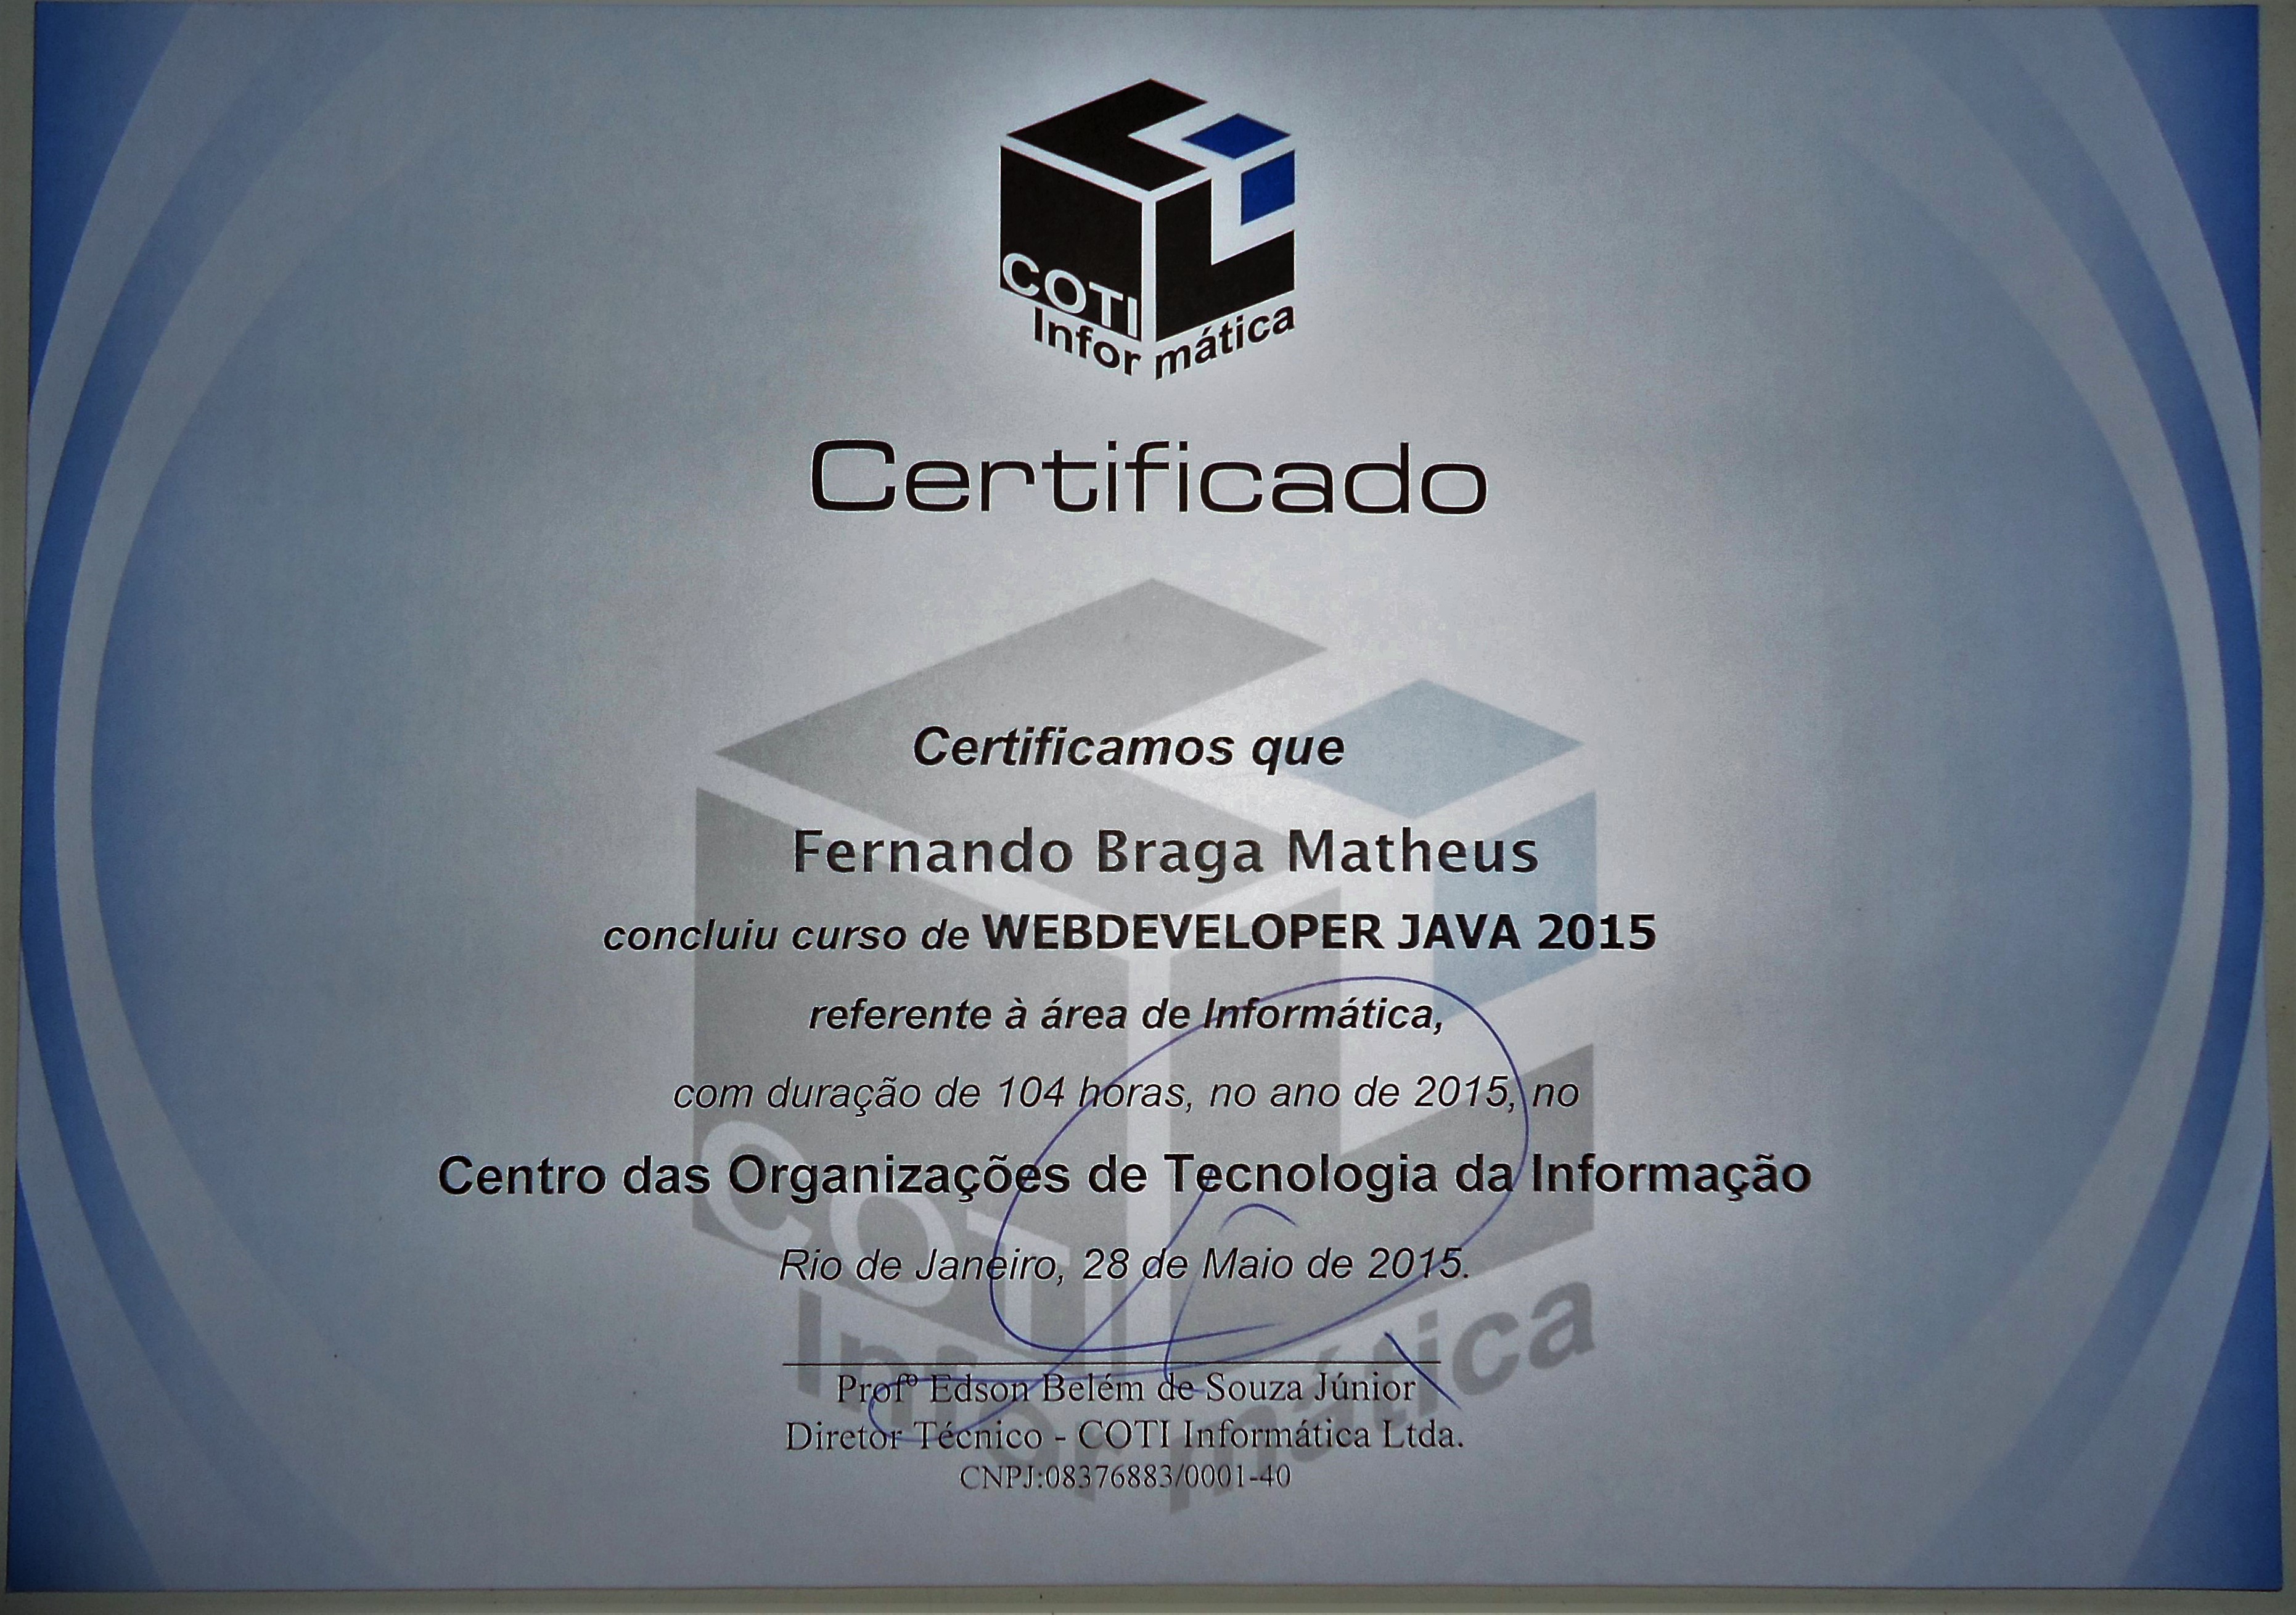 COTI
Informática
Certificado
Certificamos que
Fernando Braga Matheus
concluiu curso de WEBDEVELOPER JAVA 2015
referente à área de Informática,
com duração de 104 horas, no ano de 2015, no
Centro das Organizações de Tecnologia da Informação
Rio de Janeiro, 28 de Maio de 2015.
COTI
Informática
Profº Edson Belém de Souza Júnior
Diretor Técnico - COTI Informática Ltda.
CNPJ:08376883/0001-40